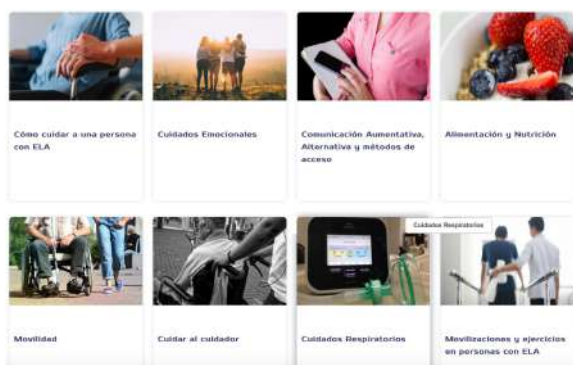 Cómo cuidar a una persona
con ELA
Cuidados Emocionales
Comunicación Aumentativa,
Alternativa y métodos de
acceso
Alimentación y Nutrición
Cuidados Respiratorios
Movilidad
Cuidar al cuidador
Cuidados Respiratorios
Movilizaciones y ejercicios
en personas con ELA